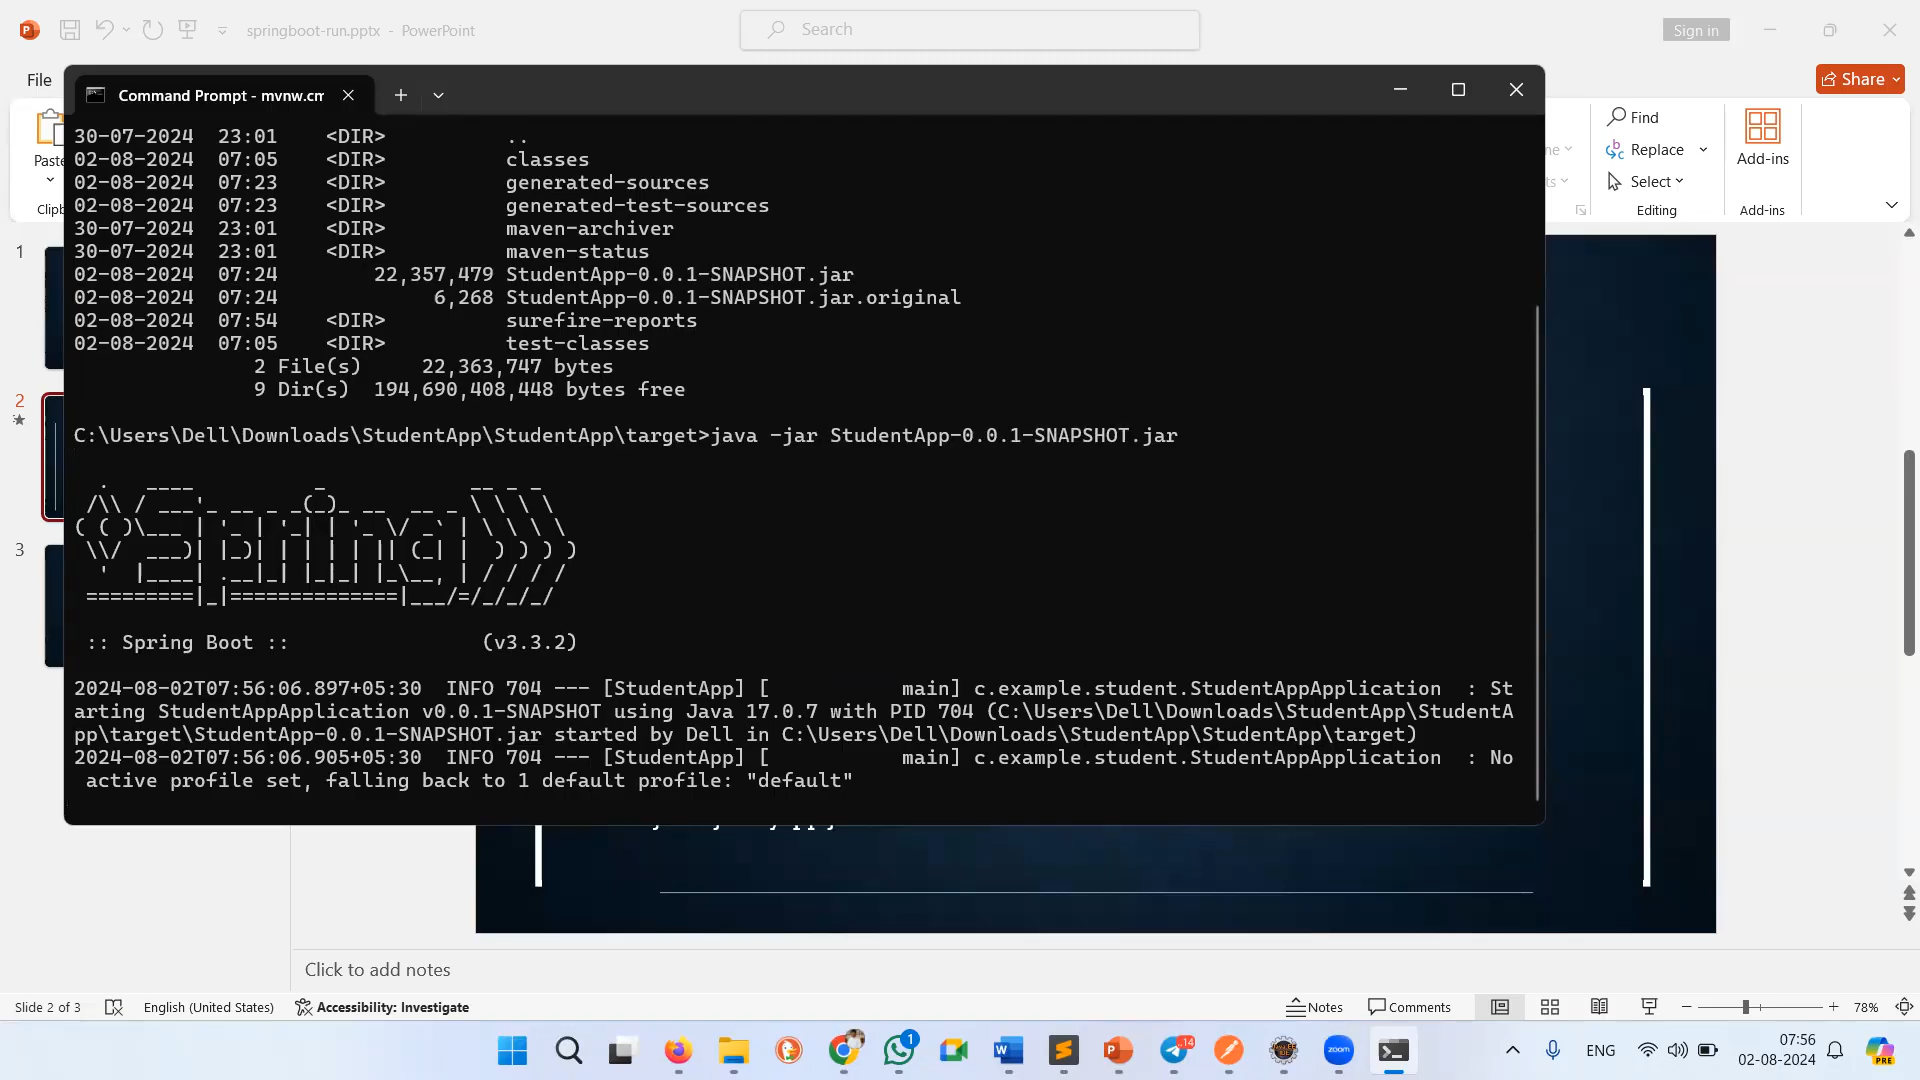 springboot-run.pptx - PowerPoint
Search
Sign in
File
Share
Command Prompt - mvnw.cm
Paste
Find
Replace
Select
Editing
Add-ins
Add-ins
30-07-2024  23:01    <DIR>          ..
02-08-2024  07:05    <DIR>          classes
02-08-2024  07:23    <DIR>          generated-sources
02-08-2024  07:23    <DIR>          generated-test-sources
30-07-2024  23:01    <DIR>          maven-archiver
30-07-2024  23:01    <DIR>          maven-status
02-08-2024  07:24        22,357,479 StudentApp-0.0.1-SNAPSHOT.jar
02-08-2024  07:24             6,268 StudentApp-0.0.1-SNAPSHOT.jar.original
02-08-2024  07:54    <DIR>          surefire-reports
02-08-2024  07:05    <DIR>          test-classes
2 File(s)     22,363,747 bytes
9 Dir(s)  194,690,408,448 bytes free
C:\Users\Dell\Downloads\StudentApp\StudentApp\target>java -jar StudentApp-0.0.1-SNAPSHOT.jar
Spring
:: Spring Boot ::                (v3.3.2)
2024-08-02T07:56:06.897+05:30  INFO 704 --- [StudentApp] [           main] c.example.student.StudentAppApplication  : St
arting StudentAppApplication v0.0.1-SNAPSHOT using Java 17.0.7 with PID 704 (C:\Users\Dell\Downloads\StudentApp\StudentA
pp\target\StudentApp-0.0.1-SNAPSHOT.jar started by Dell in C:\Users\Dell\Downloads\StudentApp\StudentApp\target)
2024-08-02T07:56:06.905+05:30  INFO 704 --- [StudentApp] [           main] c.example.student.StudentAppApplication  : No
active profile set, falling back to 1 default profile: "default"
1
2
3
Click to add notes
Slide 2 of 3
English (United States)
Accessibility: Investigate
Notes
Comments
78%
1
14
ENG
07:56
02-08-2024
PRE